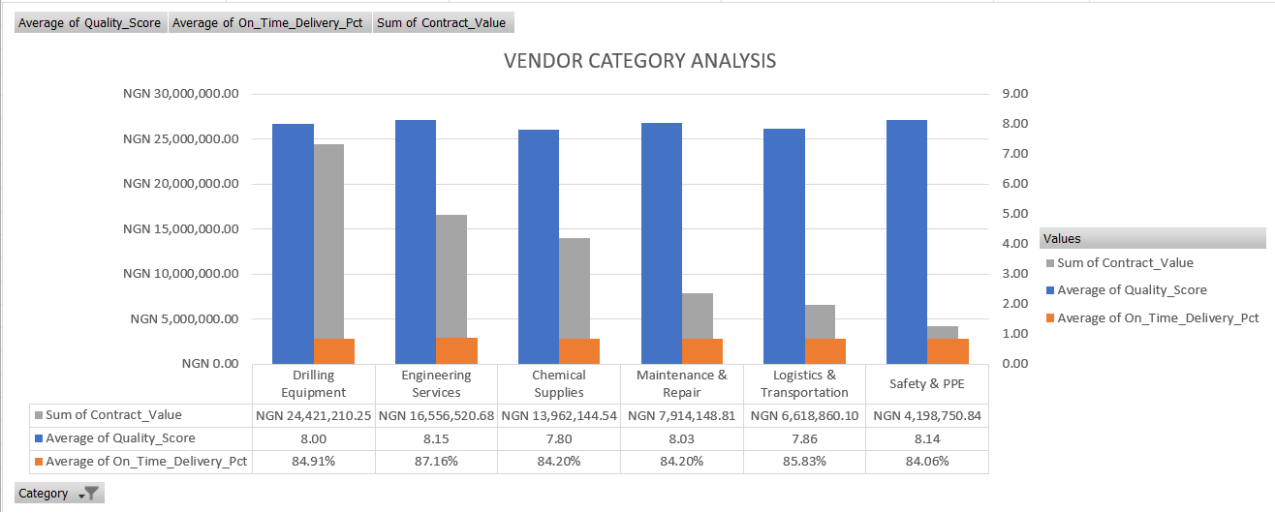 Average of Quality_Score Average of On_Time_Delivery_Pct Sum of Contract_Value
VENDOR CATEGORY ANALYSIS
NGN 30,000,000.00
NGN 25,000,000.00
NGN 20,000,000.00
NGN 15,000,000.00
NGN 10,000,000.00
NGN 5,000,000.00
NGN 0.00
9.00
8.00
7.00
6.00
5.00
4.00
3.00
2.00
1.00
0.00
Values
Sum of Contract_Value
Average of Quality_Score
Average of On_Time_Delivery_Pct
Drilling Equipment
Engineering Services
Chemical Supplies
Maintenance & Repair
Logistics & Transportation
Safety & PPE
Sum of Contract_Value NGN 24,421,210.25 NGN 16,556,520.68 NGN 13,962,144.54 NGN 7,914,148.81 NGN 6,618,860.10 NGN 4,198,750.84
Average of Quality_Score 8.00 8.15 7.80 8.03 7.86 8.14
Average of On_Time_Delivery_Pct 84.91% 87.16% 84.20% 84.20% 85.83% 84.06%
Category